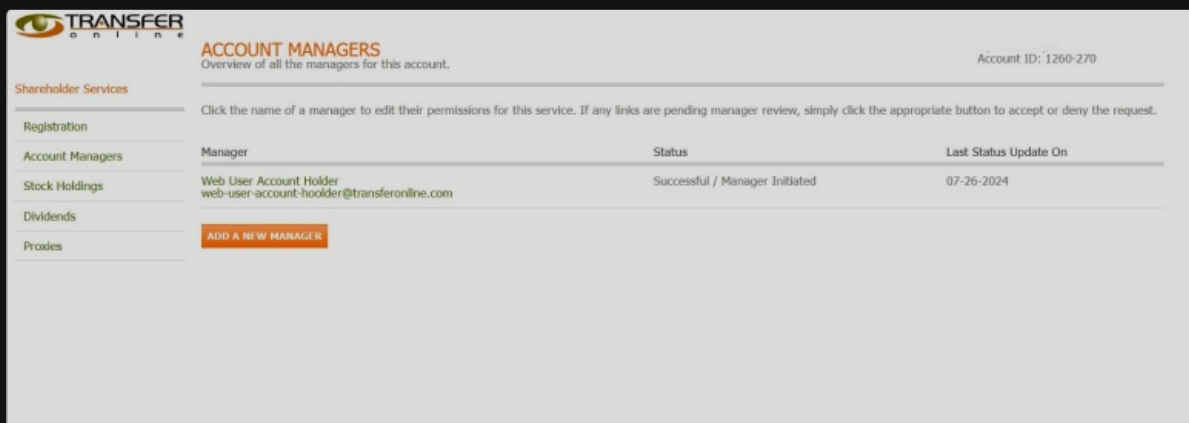 TRANSFER
online
ACCOUNT MANAGERS
Overview of all the managers for this account.
Account ID: 1260-270
Shareholder Services
Click the name of a manager to edit their permissions for this service. If any links are pending manager review, simply click the appropriate button to accept or deny the request.
Registration
Account Managers
Stock Holdings
Dividends
Proxies
Manager Status Last Status Update On
Web User Account Holder Successful / Manager Initiated 07-26-2024
web-user-account-hoolder@transferonline.com
ADD A NEW MANAGER